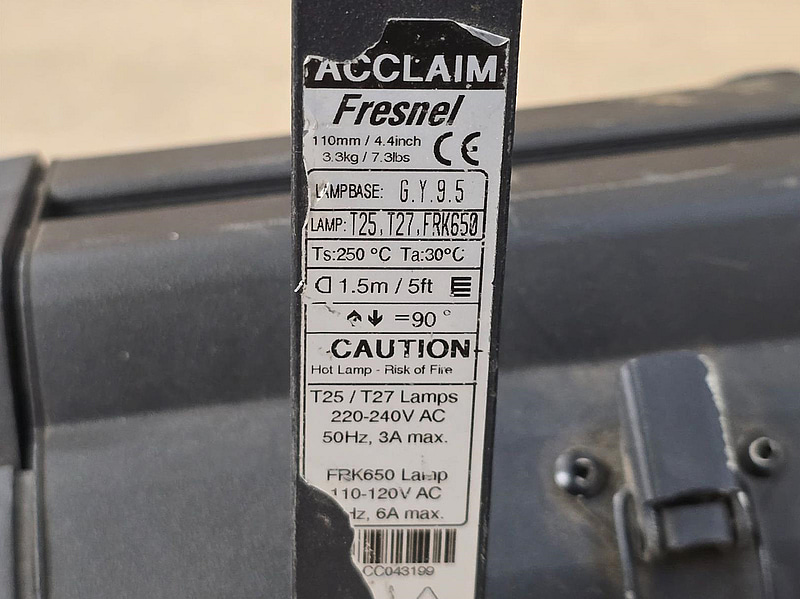 ACCLAIM
Fresnel
110mm / 4.4inch
3.3kg / 7.3lbs
CE
LAMPBASE: G.Y.9.5
LAMP: T25, T27, FRK650
Ts:250 °C Ta:30°C
1.5m / 5ft
=90°
CAUTION
Hot Lamp - Risk of Fire
T25 / T27 Lamps
220-240V AC
50Hz, 3A max.
FRK650 Lamp
110-120V AC
Hz, 6A max.
CC043199